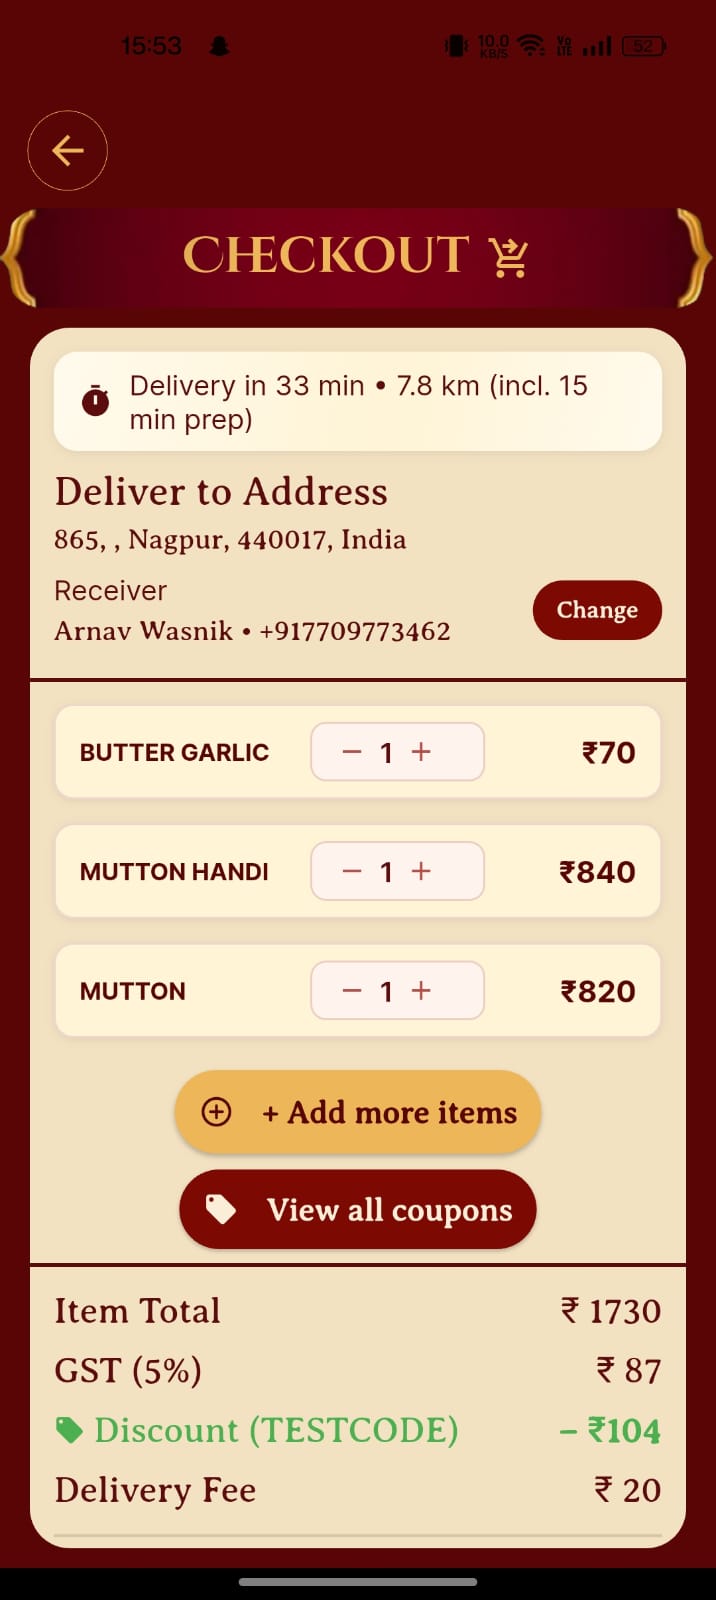 15:53
10.0 KB/S Vo LTE 52
CHECKOUT
Delivery in 33 min • 7.8 km (incl. 15
min prep)
Deliver to Address
865, , Nagpur, 440017, India
Receiver
Arnav Wasnik • +917709773462
Change
BUTTER GARLIC − 1 + ₹70
MUTTON HANDI − 1 + ₹840
MUTTON − 1 + ₹820
+ Add more items
View all coupons
Item Total ₹ 1730
GST (5%) ₹ 87
Discount (TESTCODE) − ₹104
Delivery Fee ₹ 20